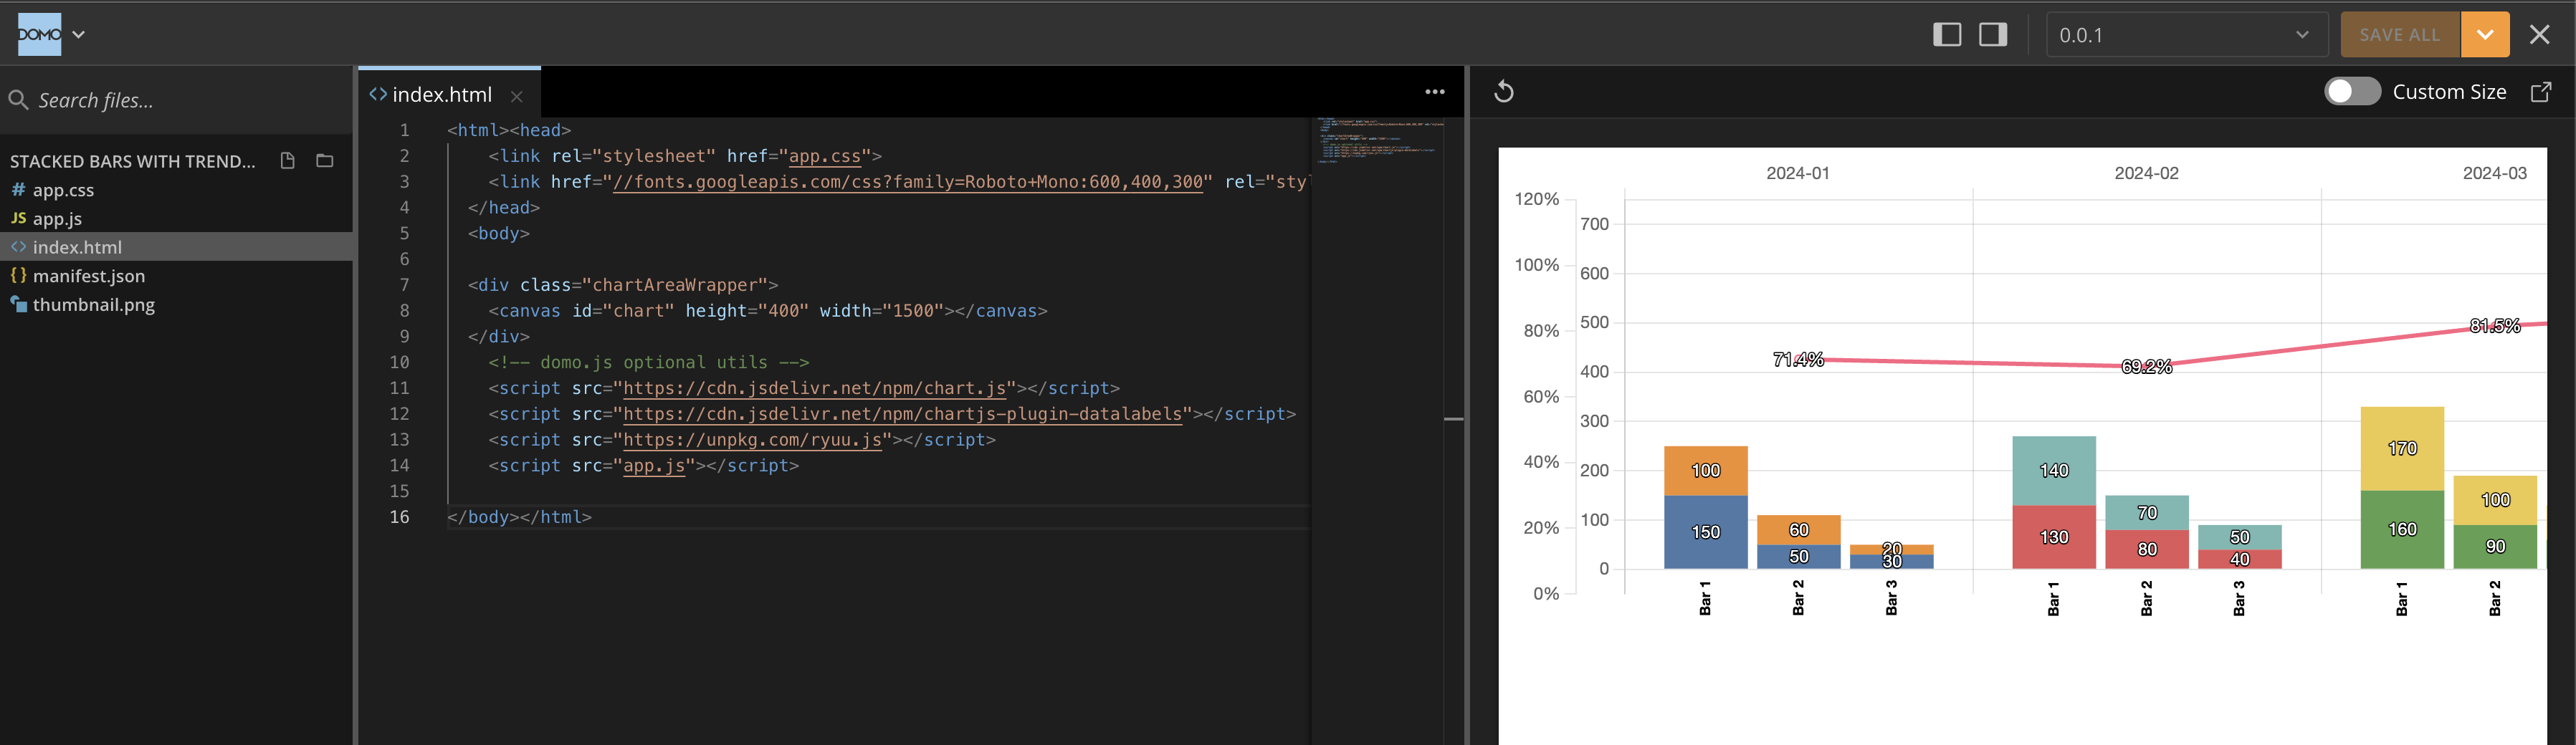 DOMO
0.0.1
SAVE ALL
Search files...
STACKED BARS WITH TREND...
app.css
JS app.js
index.html
manifest.json
thumbnail.png
index.html
1 <html><head>
2 <link rel="stylesheet" href="app.css">
3 <link href="//fonts.googleapis.com/css?family=Roboto+Mono:600,400,300" rel="sty
4 </head>
5 <body>
6
7 <div class="chartAreaWrapper">
8 <canvas id="chart" height="400" width="1500"></canvas>
9 </div>
10 <!-- domo.js optional utils -->
11 <script src="https://cdn.jsdelivr.net/npm/chart.js"></script>
12 <script src="https://cdn.jsdelivr.net/npm/chartjs-plugin-datalabels"></script>
13 <script src="https://unpkg.com/ryuu.js"></script>
14 <script src="app.js"></script>
15
16 </body></html>
Custom Size
2024-01 2024-02 2024-03
120%
100%
80%
60%
40%
20%
0%
700
600
500
400
300
200
100
0
71.4% 69.2% 81.5%
100
150
60
50
20
30
140
130
70
80
50
40
170
160
100
90
Bar 1 Bar 2 Bar 3 Bar 1 Bar 2 Bar 3 Bar 1 Bar 2